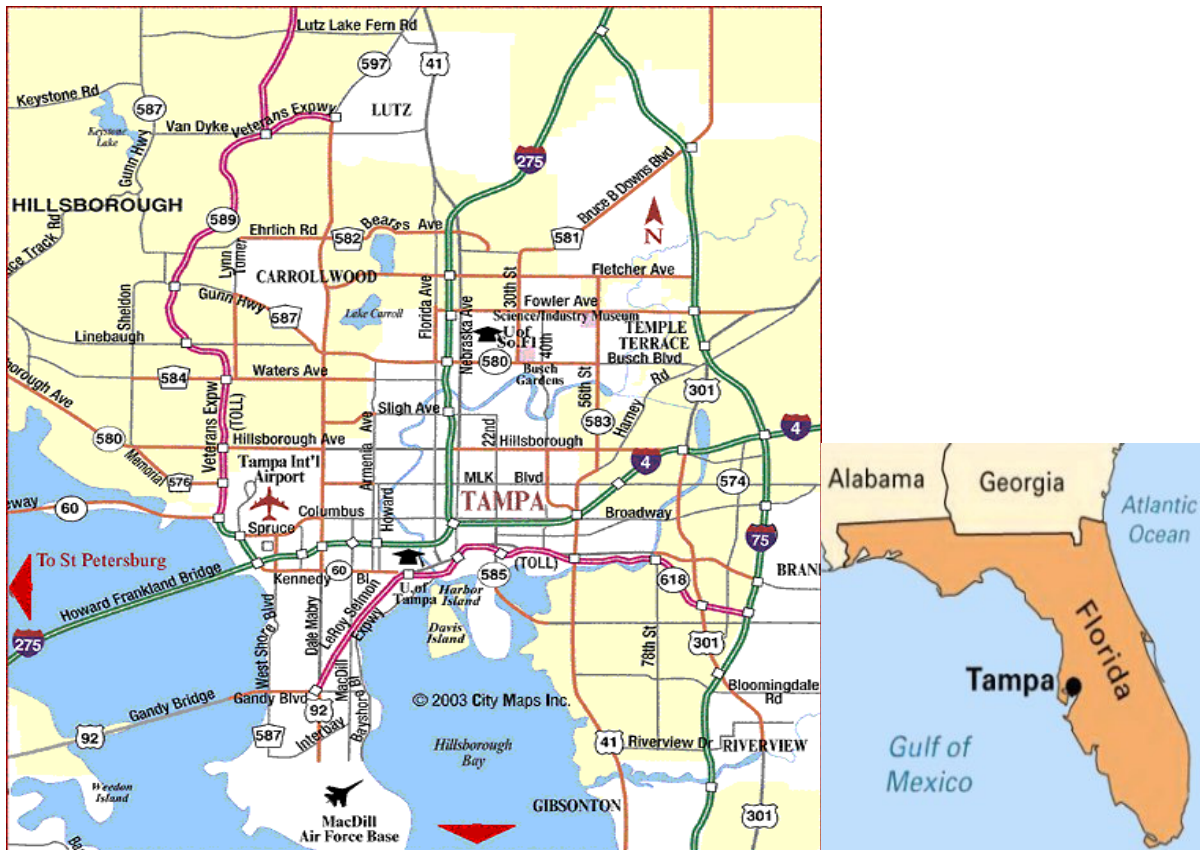 Lutz Lake Fern Rd
597
41
Keystone Rd
587
LUTZ
Keystone
Lake
Van Dyke
Veterans Expwy
Gunn Hwy
275
Bruce B Downs Blvd
HILLSBOROUGH
589
ace Track Rd
Ehrlich Rd
582
Bearss Ave
581
N
Lynn
Turner
CARROLLWOOD
30th St
Fletcher Ave
Gunn Hwy
587
Sheldon
Lake Carroll
Florida Ave
Nebraska Ave
Fowler Ave
Science/Industry Museum
U of
So.Fl
40th
TEMPLE
TERRACE
Linebaugh
580
Busch Blvd
Busch
Gardens
584
Waters Ave
56th St
Harney Rd
301
Veterans Expw
(TOLL)
Sligh Ave
orough Ave
580
Hillsborough Ave
Armenia Ave
22nd
Hillsborough
583
4
4
Memorial
576
Tampa Int'l
Airport
MLK Blvd
574
TAMPA
eway
60
Columbus
Howard
Broadway
Spruce
75
To St Petersburg
Howard Frankland Bridge
Kennedy Bl
60
U.of
Tampa
585
(TOLL)
618
BRAN
Harbor
Island
Davis
Island
275
West Shore Blvd
Dale Mabry
LeRoy Selmon
Expwy
MacDill
Bayshore Bl
78th St
301
Gandy Bridge
Gandy Blvd
92
92
587
Interbay
© 2003 City Maps Inc.
Bloomingdale
Rd
41
Riverview Dr
RIVERVIEW
Hillsborough
Bay
Weedon
Island
MacDill
Air Force Base
GIBSONTON
301
Alabama
Georgia
Atlantic
Ocean
Florida
Tampa
Gulf of
Mexico